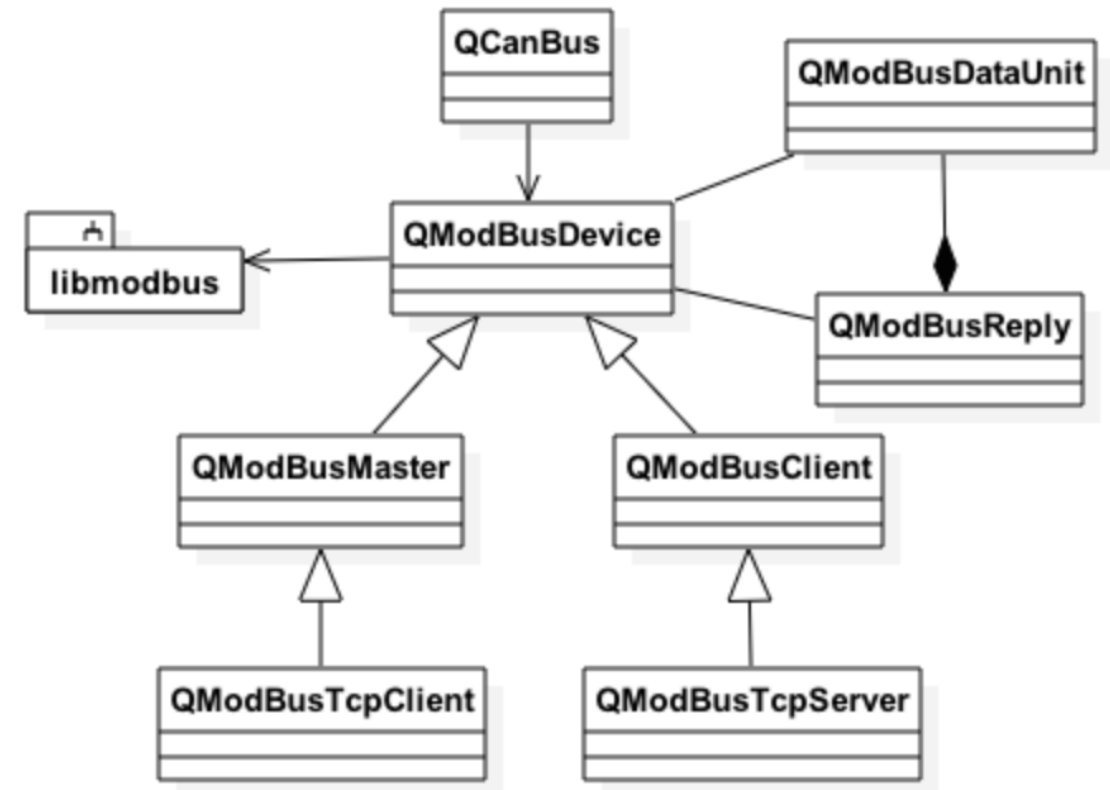 QCanBus
QModBusDataUnit
QModBusDevice
libmodbus
QModBusReply
QModBusMaster
QModBusClient
QModBusTcpClient
QModBusTcpServer